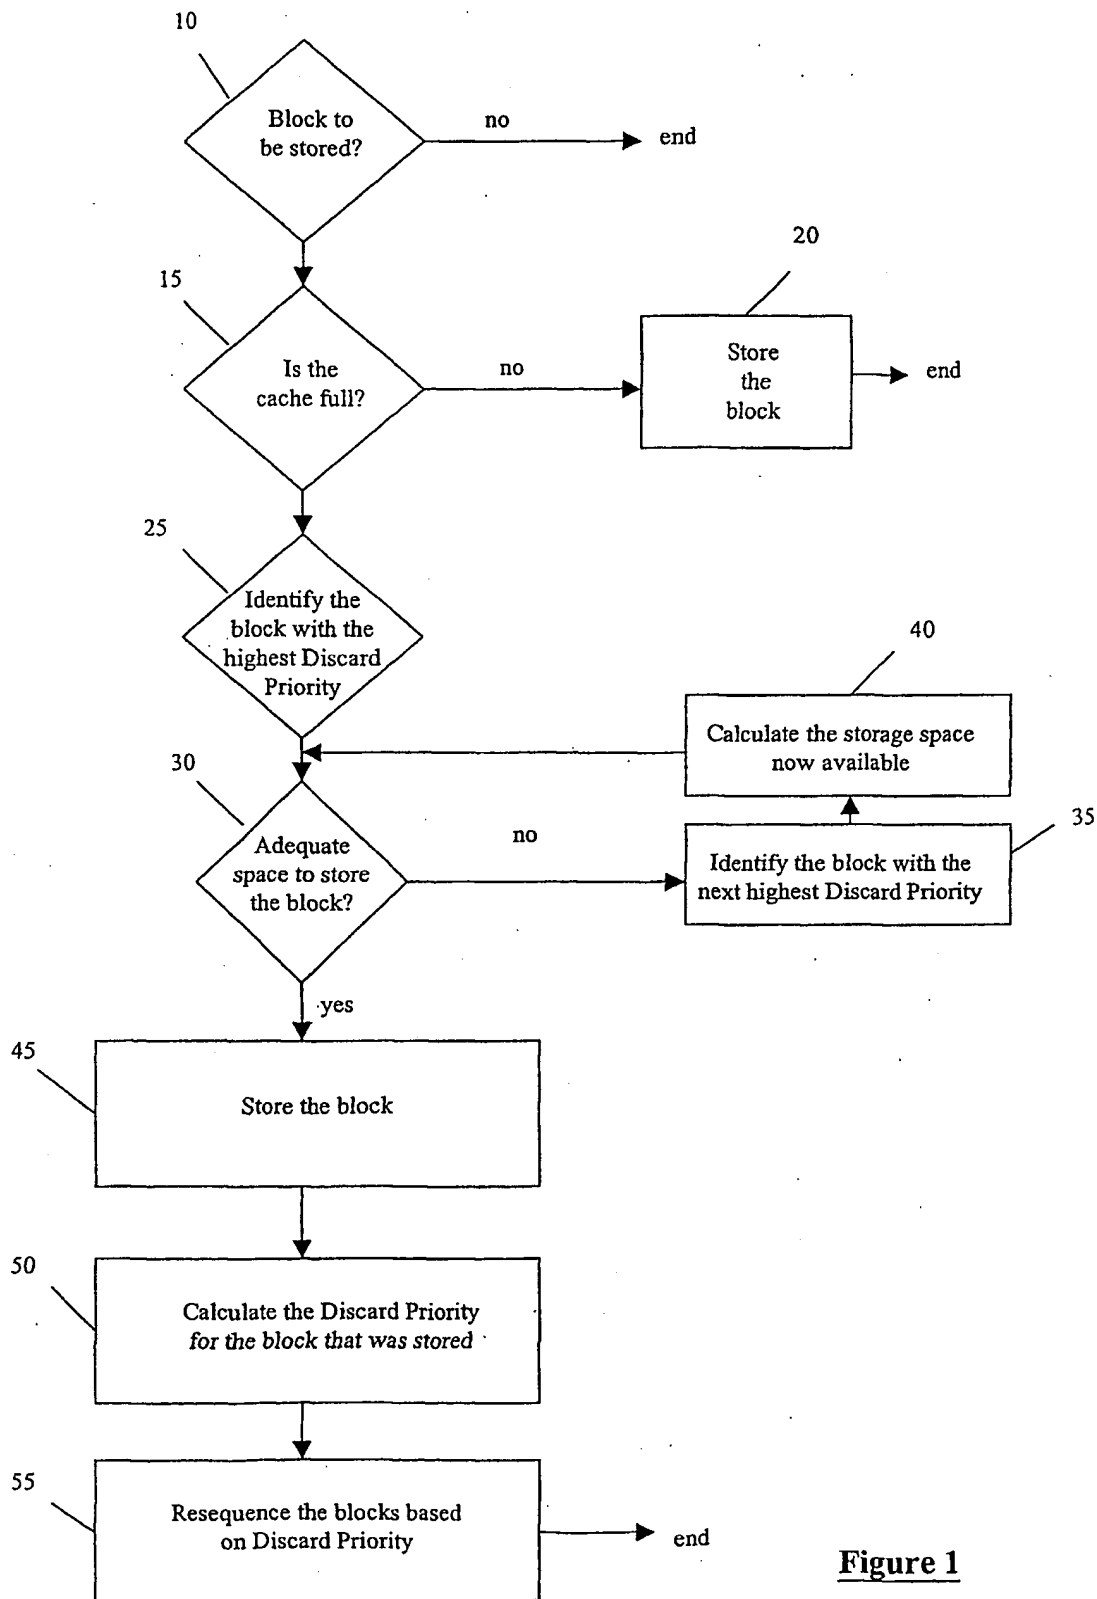 10
Block to
be stored?
no
end
15
Is the
cache full?
no
20
Store
the
block
end
25
Identify the
block with the
highest Discard
Priority
40
Calculate the storage space
now available
30
Adequate
space to store
the block?
no
35
Identify the block with the
next highest Discard Priority
yes
45
Store the block
50
Calculate the Discard Priority
for the block that was stored
55
Resequence the blocks based
on Discard Priority
end
Figure 1